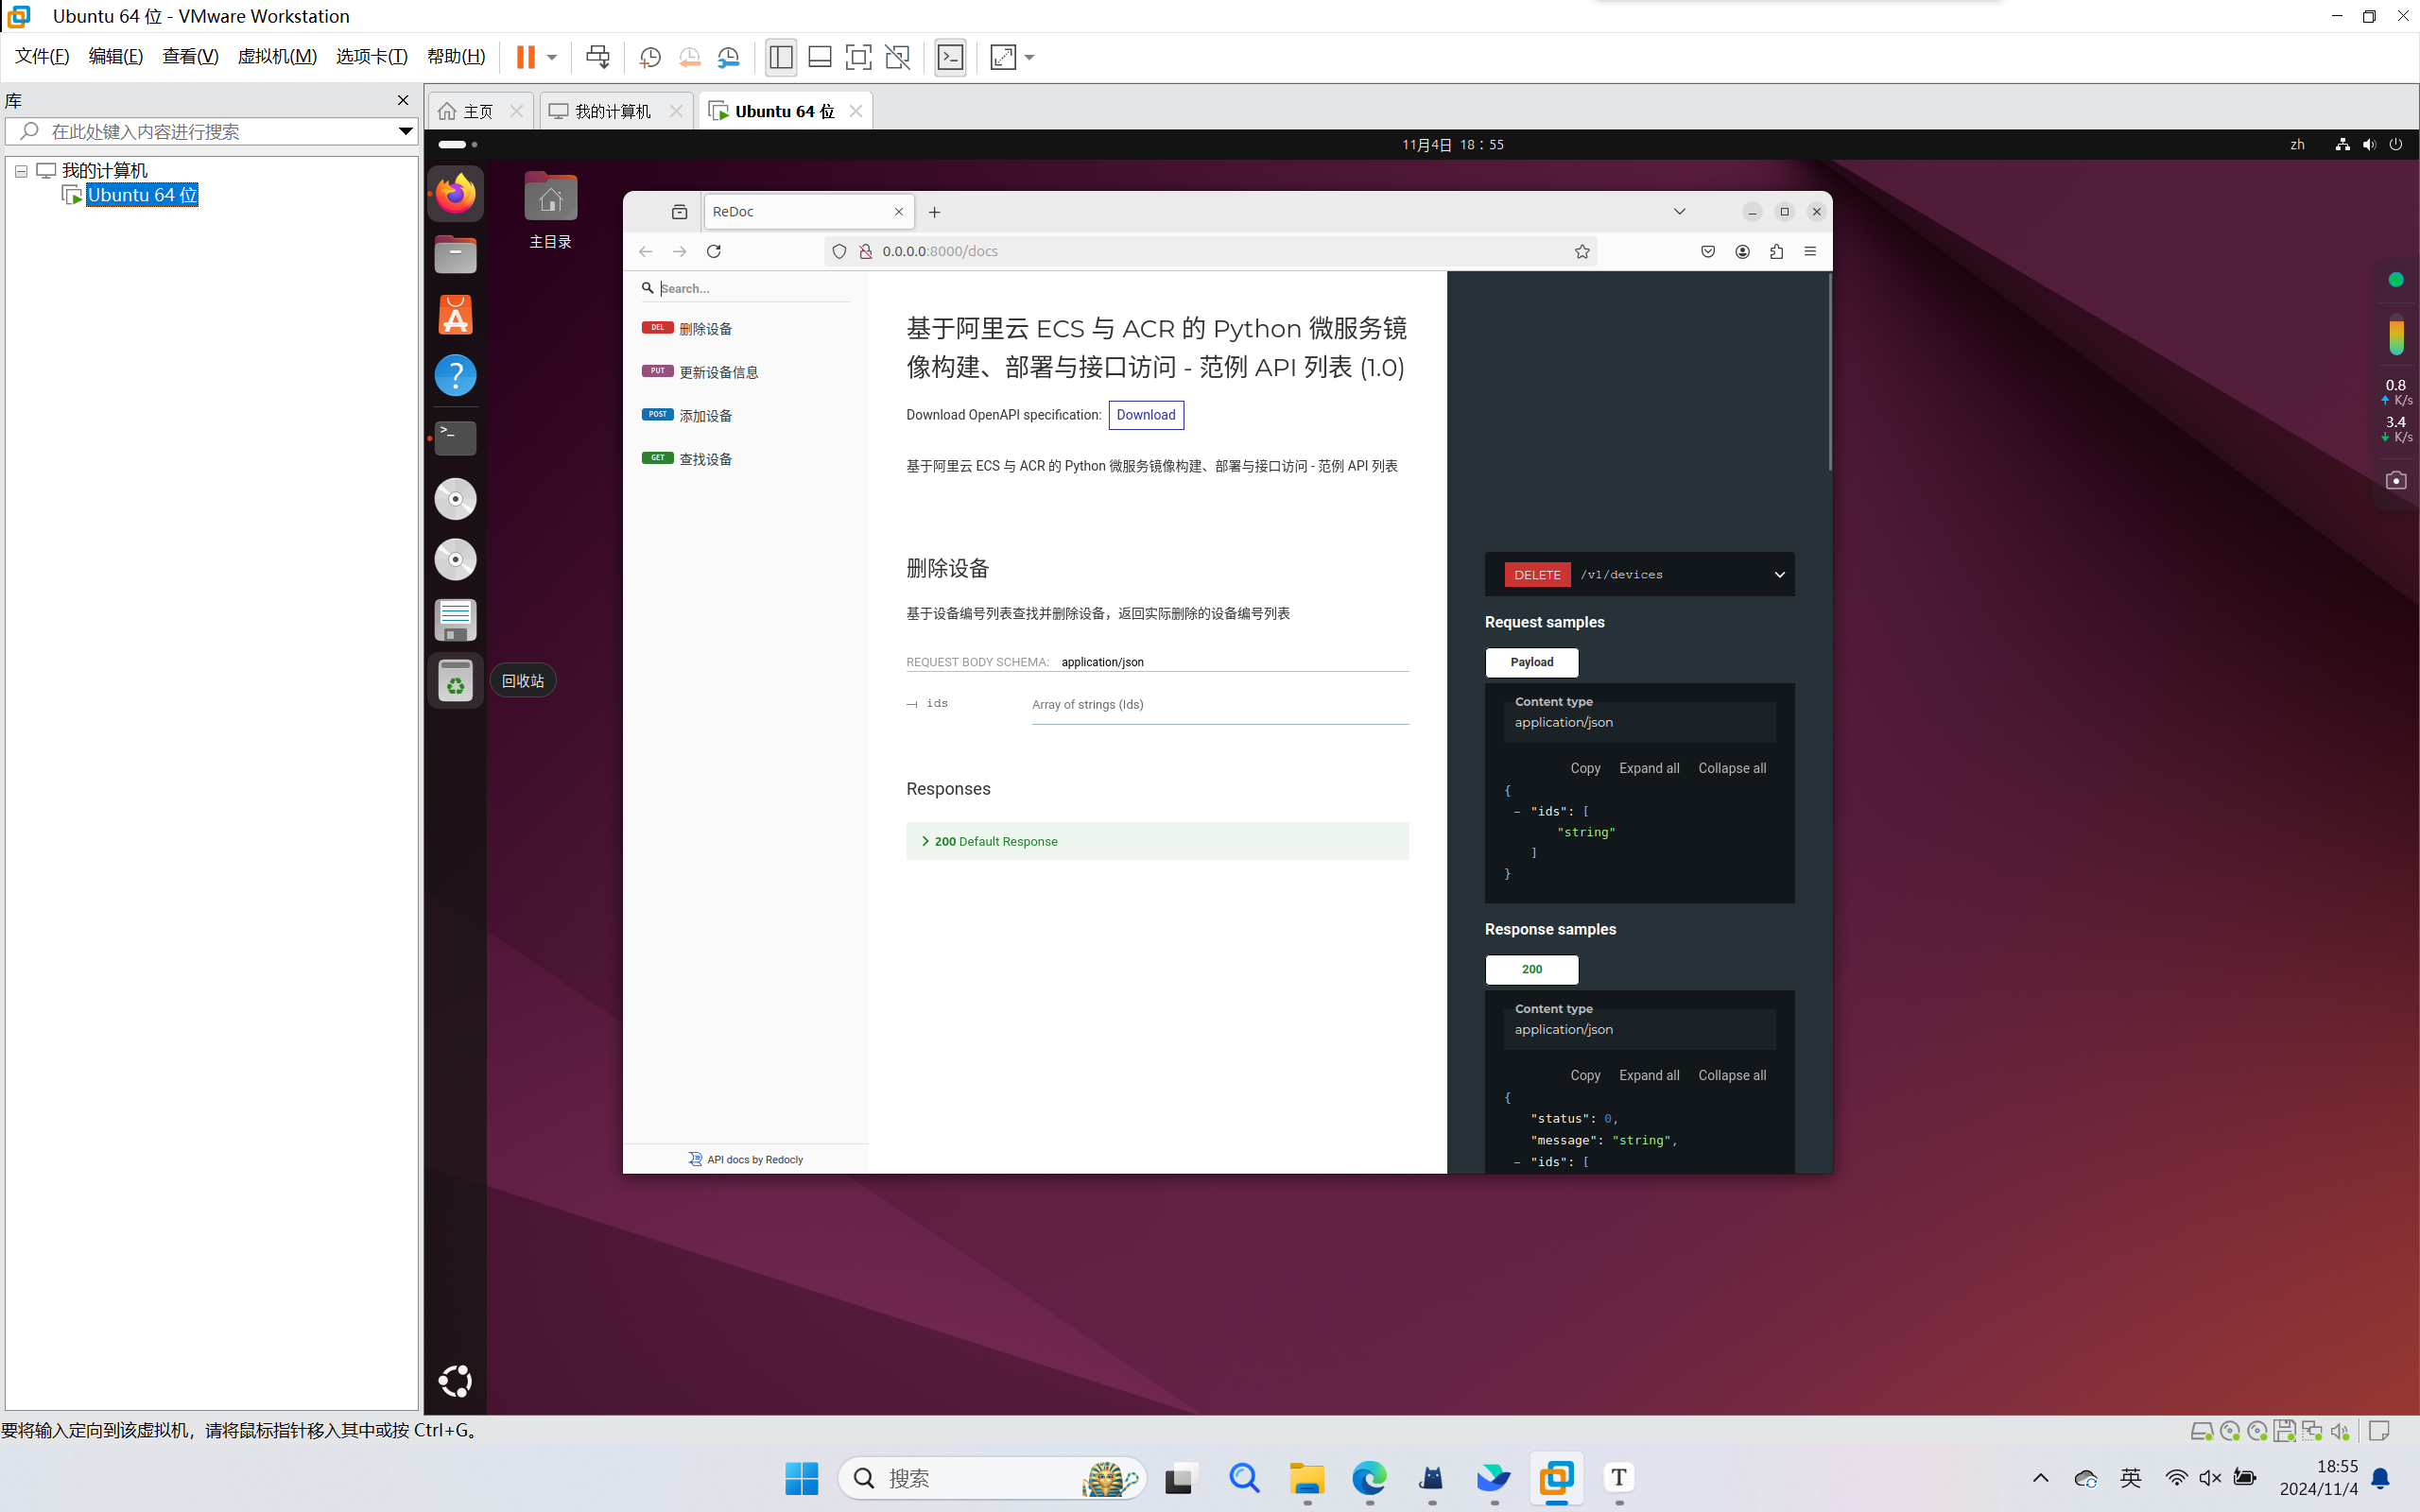 Ubuntu 64 位 - VMware Workstation
文件(F) 编辑(E) 查看(V) 虚拟机(M) 选项卡(T) 帮助(H)
库
在此处键入内容进行搜索
我的计算机
Ubuntu 64 位
主页
我的计算机
Ubuntu 64 位
11月4日 18：55
zh
主目录
回收站
ReDoc
0.0.0.0:8000/docs
Search...
DEL 删除设备
PUT 更新设备信息
POST 添加设备
GET 查找设备
API docs by Redocly
基于阿里云 ECS 与 ACR 的 Python 微服务镜
像构建、部署与接口访问 - 范例 API 列表 (1.0)
Download OpenAPI specification: Download
基于阿里云 ECS 与 ACR 的 Python 微服务镜像构建、部署与接口访问 - 范例 API 列表
删除设备
基于设备编号列表查找并删除设备，返回实际删除的设备编号列表
REQUEST BODY SCHEMA: application/json
ids Array of strings (Ids)
Responses
200 Default Response
DELETE /v1/devices
Request samples
Payload
Content type
application/json
Copy Expand all Collapse all
{
- "ids": [
"string"
]
}
Response samples
200
Content type
application/json
Copy Expand all Collapse all
{
"status": 0,
"message": "string",
- "ids": [
0.8
K/s
3.4
K/s
要将输入定向到该虚拟机，请将鼠标指针移入其中或按 Ctrl+G。
搜索
T
英
18:55
2024/11/4